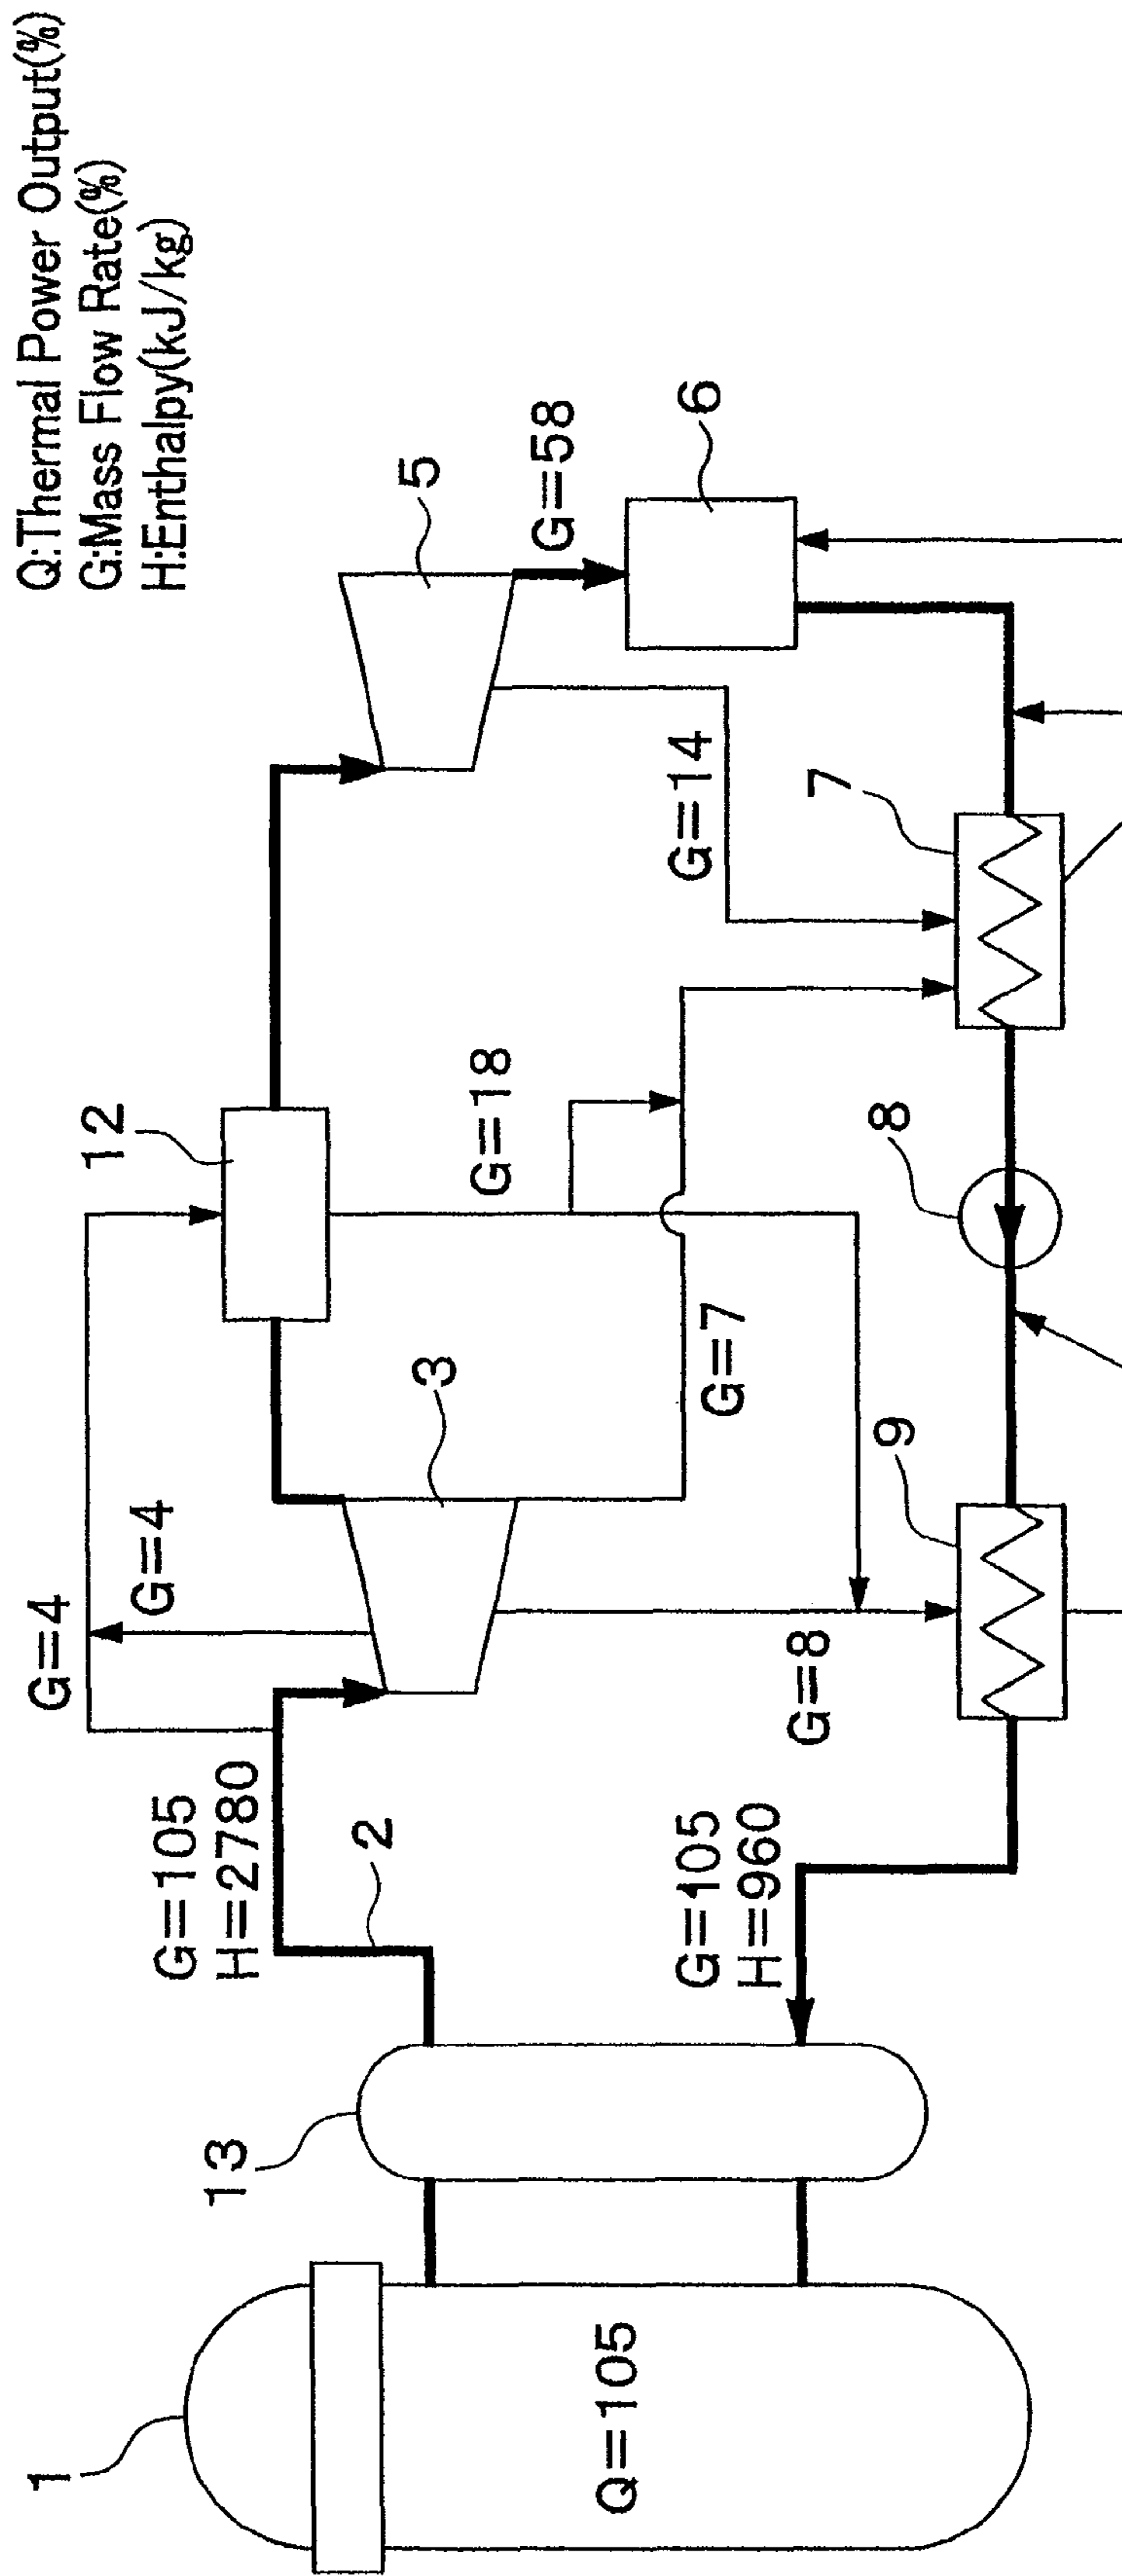 Q:Thermal Power Output(%)
G:Mass Flow Rate(%)
H:Enthalpy(kJ/kg)
1
Q=105
13
2
G=105
H=2780
G=105
H=960
G=4
G=4
3
G=8
9
G=7
12
G=18
8
G=14
7
5
G=58
6